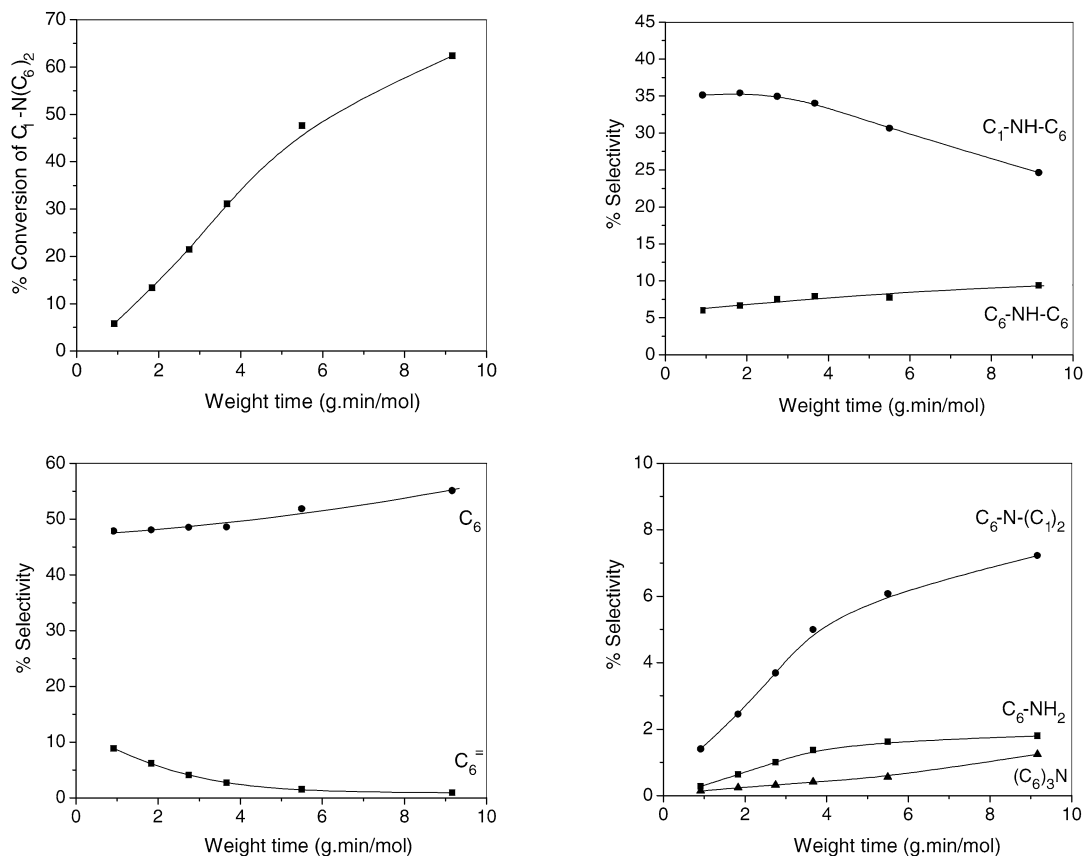 70
60
50
40
30
20
10
0
0 2 4 6 8 10
% Conversion of C₁-N(C₆)₂
Weight time (g.min/mol)
45
40
35
30
25
20
15
10
5
0
0 2 4 6 8 10
% Selectivity
C₁-NH-C₆
C₆-NH-C₆
Weight time (g.min/mol)
60
50
40
30
20
10
0
0 2 4 6 8 10
% Selectivity
C₆
C₆⁼
Weight time (g.min/mol)
10
8
6
4
2
0
0 2 4 6 8 10
% Selectivity
C₆-N-(C₁)₂
C₆-NH₂
(C₆)₃N
Weight time (g.min/mol)